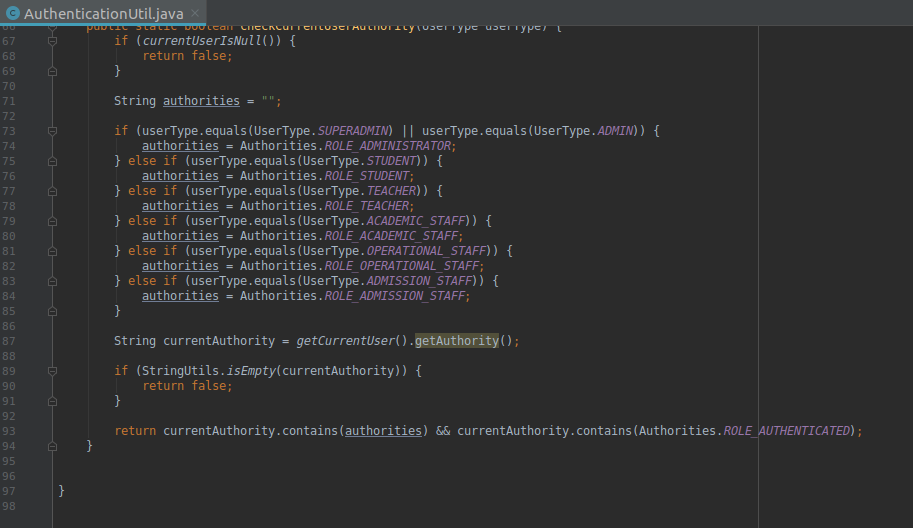 AuthenticationUtil.java
66 public static boolean checkCurrentUserAuthority(UserType userType) {
67 if (currentUserIsNull()) {
68 return false;
69 }
70
71 String authorities = "";
72
73 if (userType.equals(UserType.SUPERADMIN) || userType.equals(UserType.ADMIN)) {
74 authorities = Authorities.ROLE_ADMINISTRATOR;
75 } else if (userType.equals(UserType.STUDENT)) {
76 authorities = Authorities.ROLE_STUDENT;
77 } else if (userType.equals(UserType.TEACHER)) {
78 authorities = Authorities.ROLE_TEACHER;
79 } else if (userType.equals(UserType.ACADEMIC_STAFF)) {
80 authorities = Authorities.ROLE_ACADEMIC_STAFF;
81 } else if (userType.equals(UserType.OPERATIONAL_STAFF)) {
82 authorities = Authorities.ROLE_OPERATIONAL_STAFF;
83 } else if (userType.equals(UserType.ADMISSION_STAFF)) {
84 authorities = Authorities.ROLE_ADMISSION_STAFF;
85 }
86
87 String currentAuthority = getCurrentUser().getAuthority();
88
89 if (StringUtils.isEmpty(currentAuthority)) {
90 return false;
91 }
92
93 return currentAuthority.contains(authorities) && currentAuthority.contains(Authorities.ROLE_AUTHENTICATED);
94 }
95
96
97 }
98